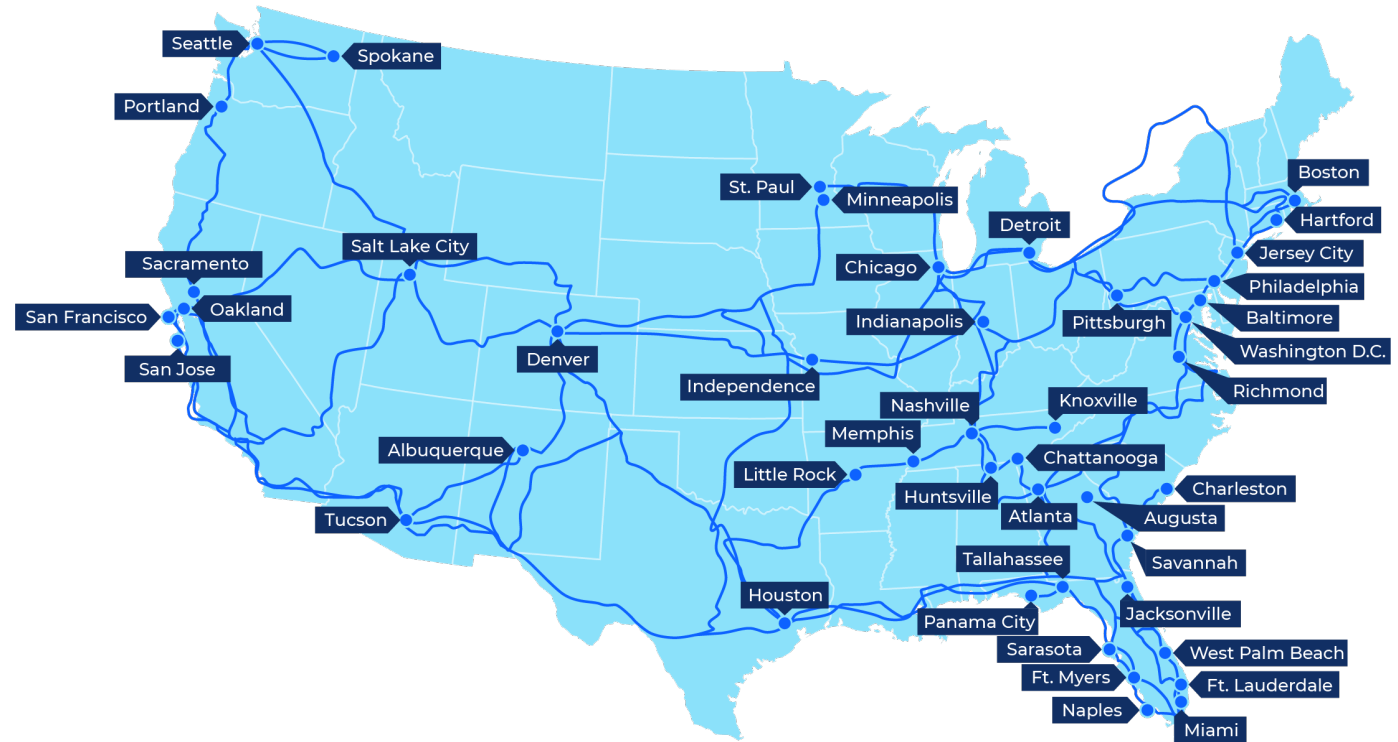 Seattle
Spokane
Portland
St. Paul
Minneapolis
Boston
Hartford
Detroit
Salt Lake City
Jersey City
Sacramento
Chicago
Philadelphia
San Francisco
Oakland
Indianapolis
Pittsburgh
Baltimore
Washington D.C.
San Jose
Denver
Independence
Richmond
Nashville
Knoxville
Memphis
Albuquerque
Little Rock
Chattanooga
Huntsville
Charleston
Tucson
Atlanta
Augusta
Tallahassee
Savannah
Houston
Panama City
Jacksonville
Sarasota
West Palm Beach
Ft. Myers
Ft. Lauderdale
Naples
Miami